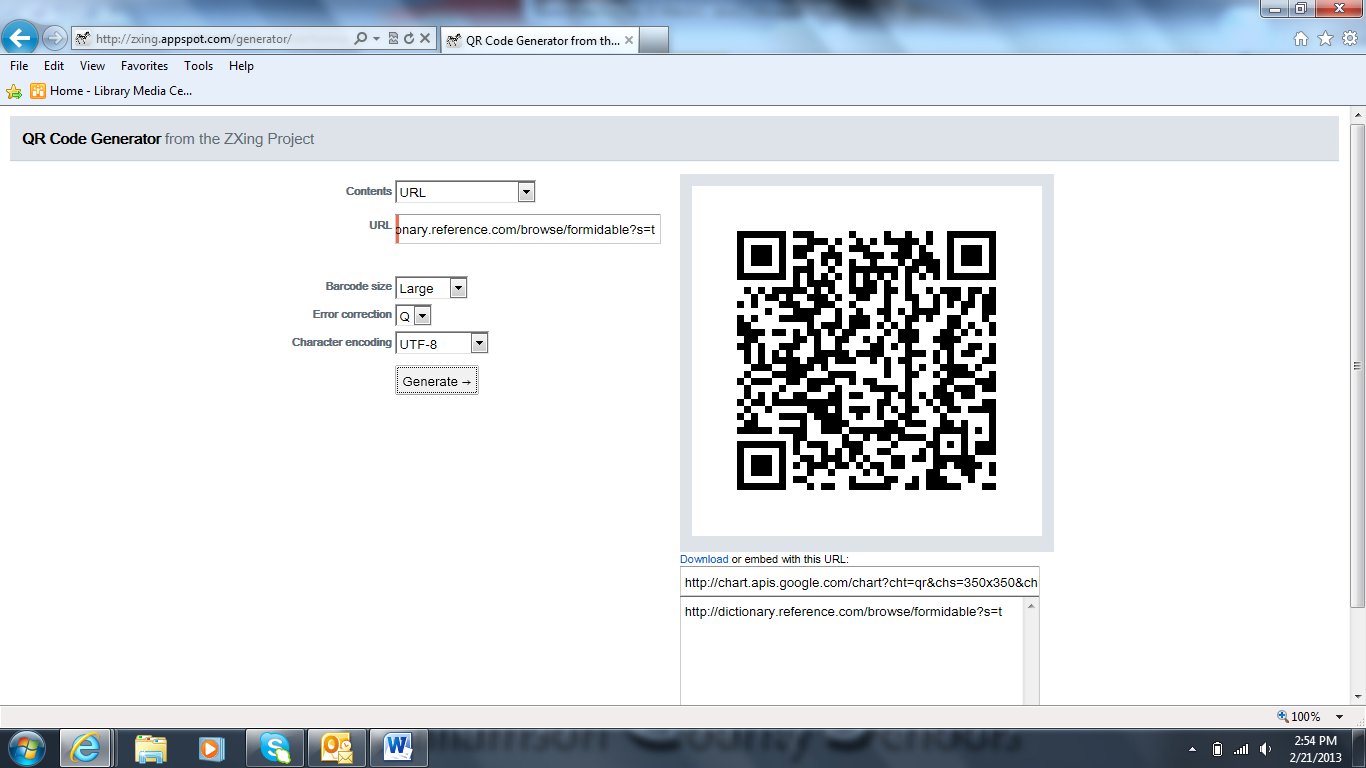 http://zxing.appspot.com/generator/
QR Code Generator from th...
File Edit View Favorites Tools Help
Home - Library Media Ce...
QR Code Generator from the ZXing Project
Contents URL
URL onary.reference.com/browse/formidable?s=t
Barcode size Large
Error correction Q
Character encoding UTF-8
Generate →
Download or embed with this URL:
http://chart.apis.google.com/chart?cht=qr&chs=350x350&ch
http://dictionary.reference.com/browse/formidable?s=t
100%
2:54 PM
2/21/2013